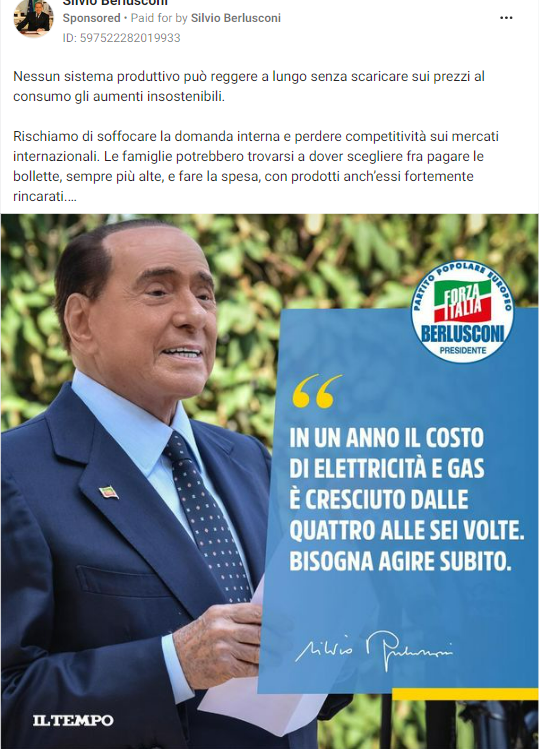 Silvio Berlusconi
Sponsored • Paid for by Silvio Berlusconi
ID: 597522282019933
Nessun sistema produttivo può reggere a lungo senza scaricare sui prezzi al
consumo gli aumenti insostenibili.
Rischiamo di soffocare la domanda interna e perdere competitività sui mercati
internazionali. Le famiglie potrebbero trovarsi a dover scegliere fra pagare le
bollette, sempre più alte, e fare la spesa, con prodotti anch'essi fortemente
rincarati....
PARTITO POPOLARE EUROPEO
FORZA
ITALIA
BERLUSCONI
PRESIDENTE
“
IN UN ANNO IL COSTO
DI ELETTRICITÀ E GAS
È CRESCIUTO DALLE
QUATTRO ALLE SEI VOLTE.
BISOGNA AGIRE SUBITO.
Silvio Berlusconi
IL TEMPO